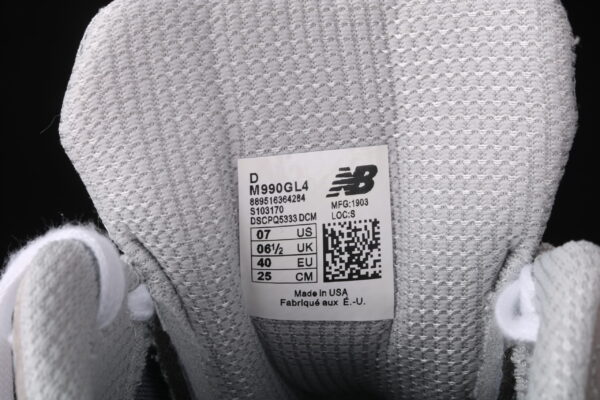 D
M990GL4
889516364284
S103170
DSCPQ5333 DCM
NB
MFG:1903
LOC:S
07 US
06½ UK
40 EU
25 CM
Made in USA
Fabriqué aux É.-U.